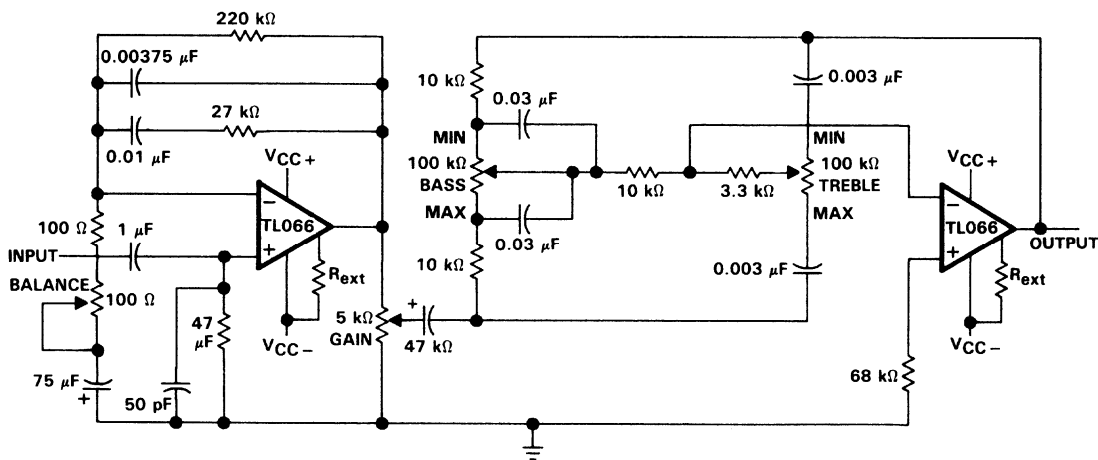 220 kΩ
0.00375 µF
27 kΩ
0.01 µF
VCC+
−
TL066
+
100 Ω
1 µF
INPUT
BALANCE
100 Ω
Rext
VCC−
47 µF
75 µF
+
50 pF
5 kΩ
GAIN
+
47 kΩ
10 kΩ
0.03 µF
MIN
100 kΩ
BASS
MAX
0.03 µF
10 kΩ
10 kΩ
3.3 kΩ
0.003 µF
MIN
100 kΩ
TREBLE
MAX
0.003 µF
VCC+
−
TL066
+
OUTPUT
Rext
VCC−
68 kΩ